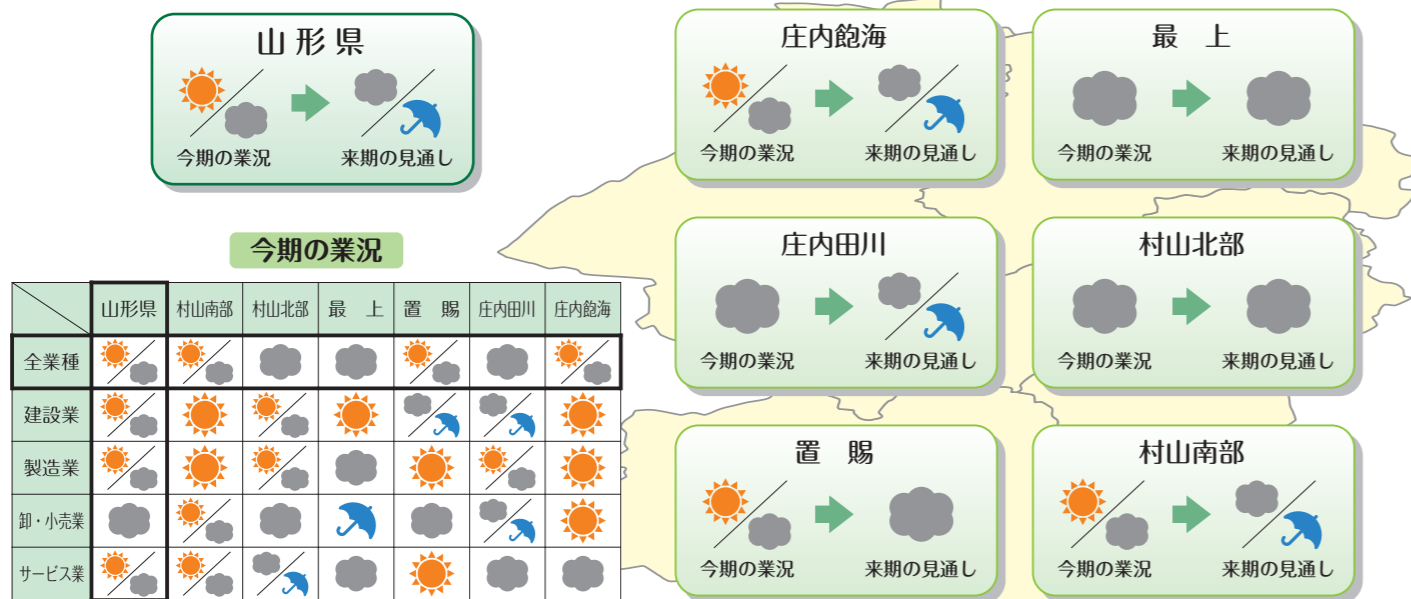 山形県
今期の業況 来期の見通し
庄内飽海
今期の業況 来期の見通し
最 上
今期の業況 来期の見通し
庄内田川
今期の業況 来期の見通し
村山北部
今期の業況 来期の見通し
置 賜
今期の業況 来期の見通し
村山南部
今期の業況 来期の見通し
今期の業況
山形県 村山南部 村山北部 最 上 置 賜 庄内田川 庄内飽海
全業種
建設業
製造業
卸・小売業
サービス業